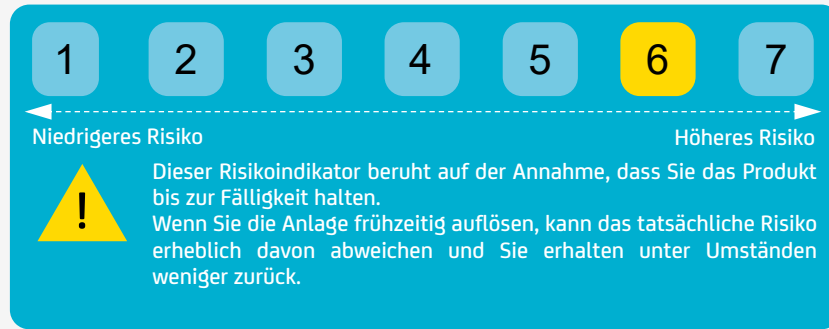 1 2 3 4 5 6 7
Niedrigeres Risiko Höheres Risiko
Dieser Risikoindikator beruht auf der Annahme, dass Sie das Produkt
bis zur Fälligkeit halten.
Wenn Sie die Anlage frühzeitig auflösen, kann das tatsächliche Risiko
erheblich davon abweichen und Sie erhalten unter Umständen
weniger zurück.
!